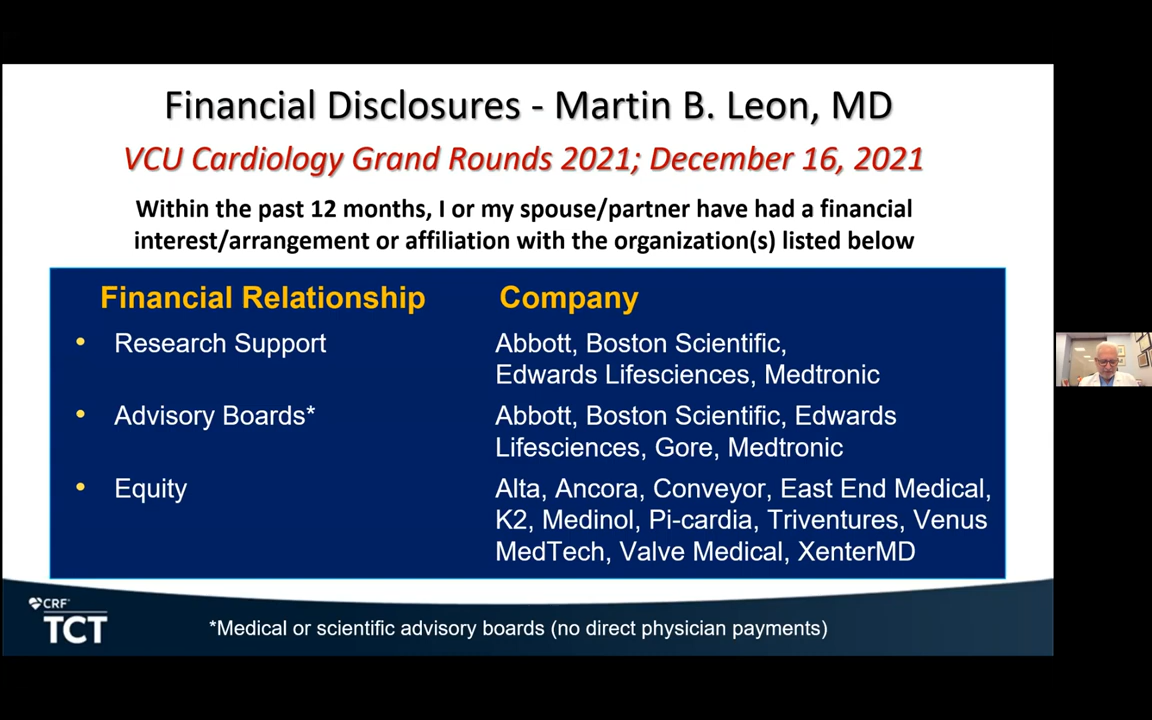 Financial Disclosures - Martin B. Leon, MD
VCU Cardiology Grand Rounds 2021; December 16, 2021
Within the past 12 months, I or my spouse/partner have had a financial
interest/arrangement or affiliation with the organization(s) listed below
Financial Relationship Company
• Research Support Abbott, Boston Scientific,
Edwards Lifesciences, Medtronic
• Advisory Boards* Abbott, Boston Scientific, Edwards
Lifesciences, Gore, Medtronic
• Equity Alta, Ancora, Conveyor, East End Medical,
K2, Medinol, Pi-cardia, Triventures, Venus
MedTech, Valve Medical, XenterMD
CRF
TCT
*Medical or scientific advisory boards (no direct physician payments)